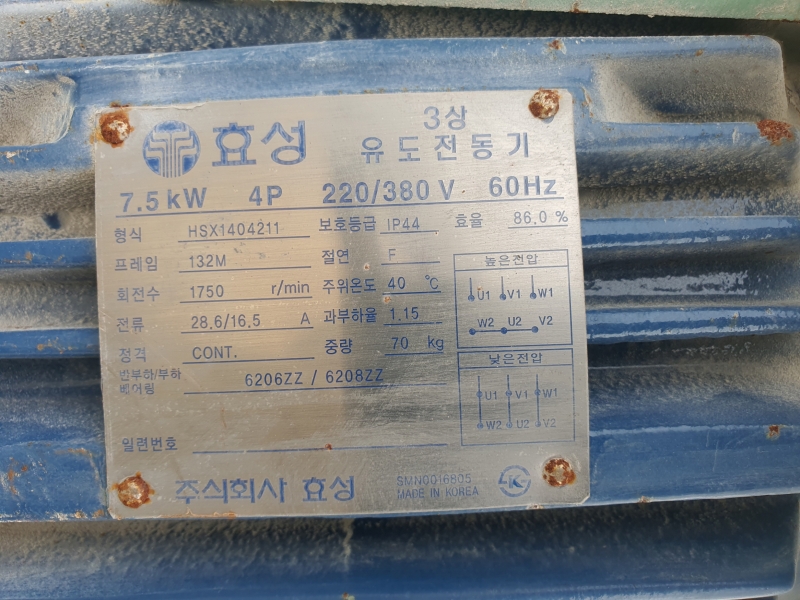 효성 3상
유도전동기
7.5 kW 4P 220/380 V 60Hz
형식 HSX1404211 보호등급 IP44 효율 86.0 %
프레임 132M 절연 F
회전수 1750 r/min 주위온도 40 ℃
전류 28.6/16.5 A 과부하율 1.15
정격 CONT. 중량 70 kg
반부하/부하
베어링 6206ZZ / 6208ZZ
높은전압
U1 V1 W1
W2 U2 V2
낮은전압
U1 V1 W1
W2 U2 V2
일련번호
주식회사 효성
SMN0016805
MADE IN KOREA